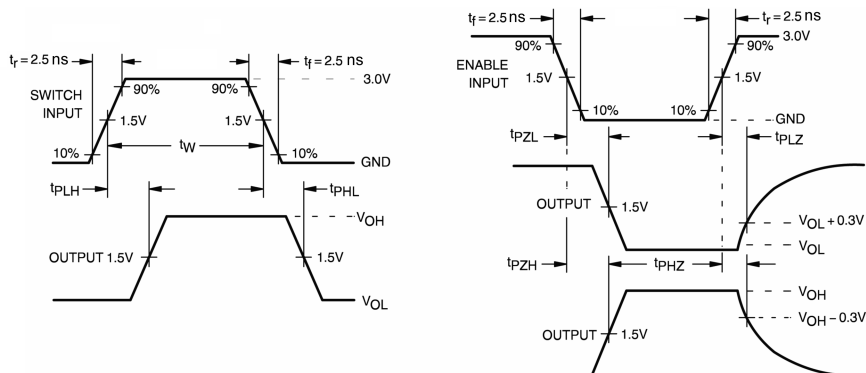 tr = 2.5 ns
tf = 2.5 ns
90%
90%
3.0V
SWITCH
INPUT
1.5V
1.5V
10%
tW
10%
GND
tPLH
tPHL
VOH
OUTPUT 1.5V
1.5V
VOL
tf = 2.5 ns
tr = 2.5 ns
3.0V
90%
90%
ENABLE
INPUT
1.5V
1.5V
10%
10%
GND
tPZL
tPLZ
OUTPUT
1.5V
VOL + 0.3V
VOL
tPZH
tPHZ
VOH
VOH – 0.3V
OUTPUT
1.5V